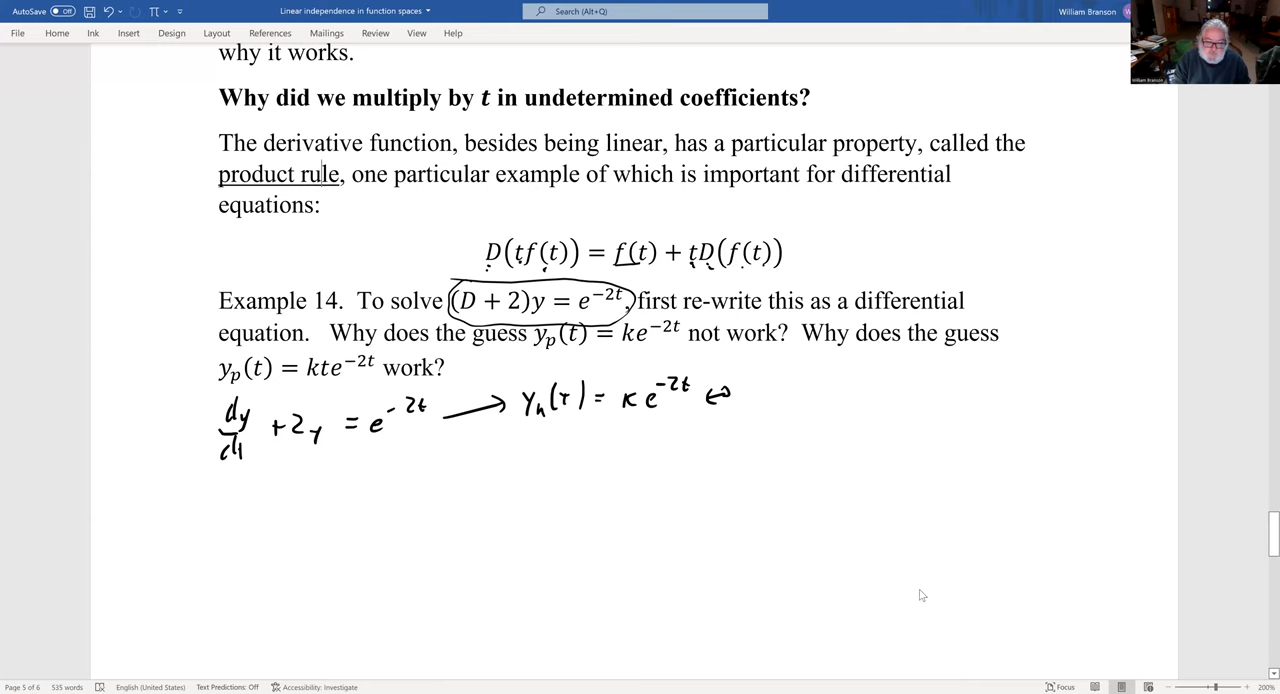 AutoSave Off Linear independence in function spaces Search (Alt+Q) William Branson
File Home Ink Insert Design Layout References Mailings Review View Help
William Branson
why it works.
Why did we multiply by t in undetermined coefficients?
The derivative function, besides being linear, has a particular property, called the
product rule, one particular example of which is important for differential
equations:
D(tf(t)) = f(t) + tD(f(t))
Example 14. To solve (D + 2)y = e^{-2t}, first re-write this as a differential
equation. Why does the guess y_p(t) = ke^{-2t} not work? Why does the guess
y_p(t) = kte^{-2t} work?
dy/dt + 2y = e^{-2t} → y_h(t) = ke^{-2t} ↔
Page 5 of 6 535 words English (United States) Text Predictions: Off Accessibility: Investigate Focus 200%